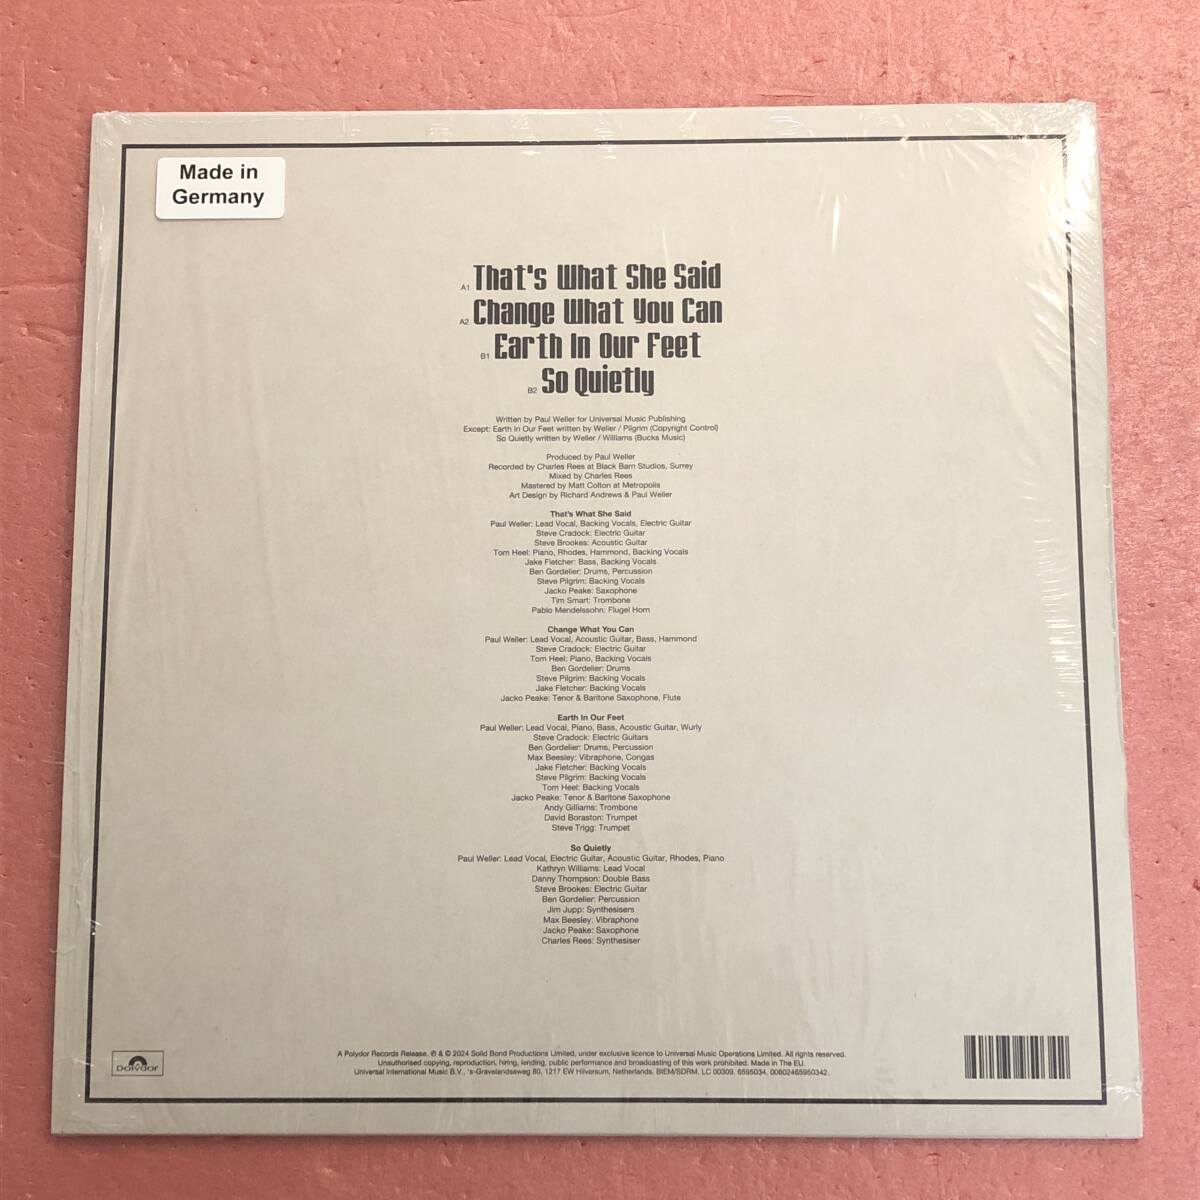 Made in
Germany
A1 That's What She Said
A2 Change What You Can
B1 Earth In Our Feet
B2 So Quietly
Written by Paul Weller for Universal Music Publishing
Except: Earth In Our Feet written by Weller / Pilgrim (Copyright Control)
So Quietly written by Weller / Williams (Bucks Music)
Produced by Paul Weller
Recorded by Charles Rees at Black Barn Studios, Surrey
Mixed by Charles Rees
Mastered by Matt Colton at Metropolis
Art Design by Richard Andrews & Paul Weller
That's What She Said
Paul Weller: Lead Vocal, Backing Vocals, Electric Guitar
Steve Cradock: Electric Guitar
Steve Brookes: Acoustic Guitar
Tom Heel: Piano, Rhodes, Hammond, Backing Vocals
Jake Fletcher: Bass, Backing Vocals
Ben Gordelier: Drums, Percussion
Steve Pilgrim: Backing Vocals
Jacko Peake: Saxophone
Tim Smart: Trombone
Pablo Mendelssohn: Flugel Horn
Change What You Can
Paul Weller: Lead Vocal, Acoustic Guitar, Bass, Hammond
Steve Cradock: Electric Guitar
Tom Heel: Piano, Backing Vocals
Ben Gordelier: Drums
Steve Pilgrim: Backing Vocals
Jake Fletcher: Backing Vocals
Jacko Peake: Tenor & Baritone Saxophone, Flute
Earth In Our Feet
Paul Weller: Lead Vocal, Piano, Bass, Acoustic Guitar, Wurly
Steve Cradock: Electric Guitars
Ben Gordelier: Drums, Percussion
Max Beesley: Vibraphone, Congas
Jake Fletcher: Backing Vocals
Steve Pilgrim: Backing Vocals
Tom Heel: Backing Vocals
Jacko Peake: Tenor & Baritone Saxophone
Andy Gilliams: Trombone
David Boraston: Trumpet
Steve Trigg: Trumpet
So Quietly
Paul Weller: Lead Vocal, Electric Guitar, Acoustic Guitar, Rhodes, Piano
Kathryn Williams: Lead Vocal
Danny Thompson: Double Bass
Steve Brookes: Electric Guitar
Ben Gordelier: Percussion
Jim Jupp: Synthesisers
Max Beesley: Vibraphone
Jacko Peake: Saxophone
Charles Rees: Synthesiser
Polydor
A Polydor Records Release. ℗ & © 2024 Solid Bond Productions Limited, under exclusive licence to Universal Music Operations Limited. All rights reserved.
Unauthorised copying, reproduction, hiring, lending, public performance and broadcasting of this work prohibited. Made in The EU.
Universal International Music B.V., 's-Gravelandseweg 80, 1217 EW Hilversum, Netherlands. BIEM/SDRM. LC 00309. 6595034. 00602465950342.